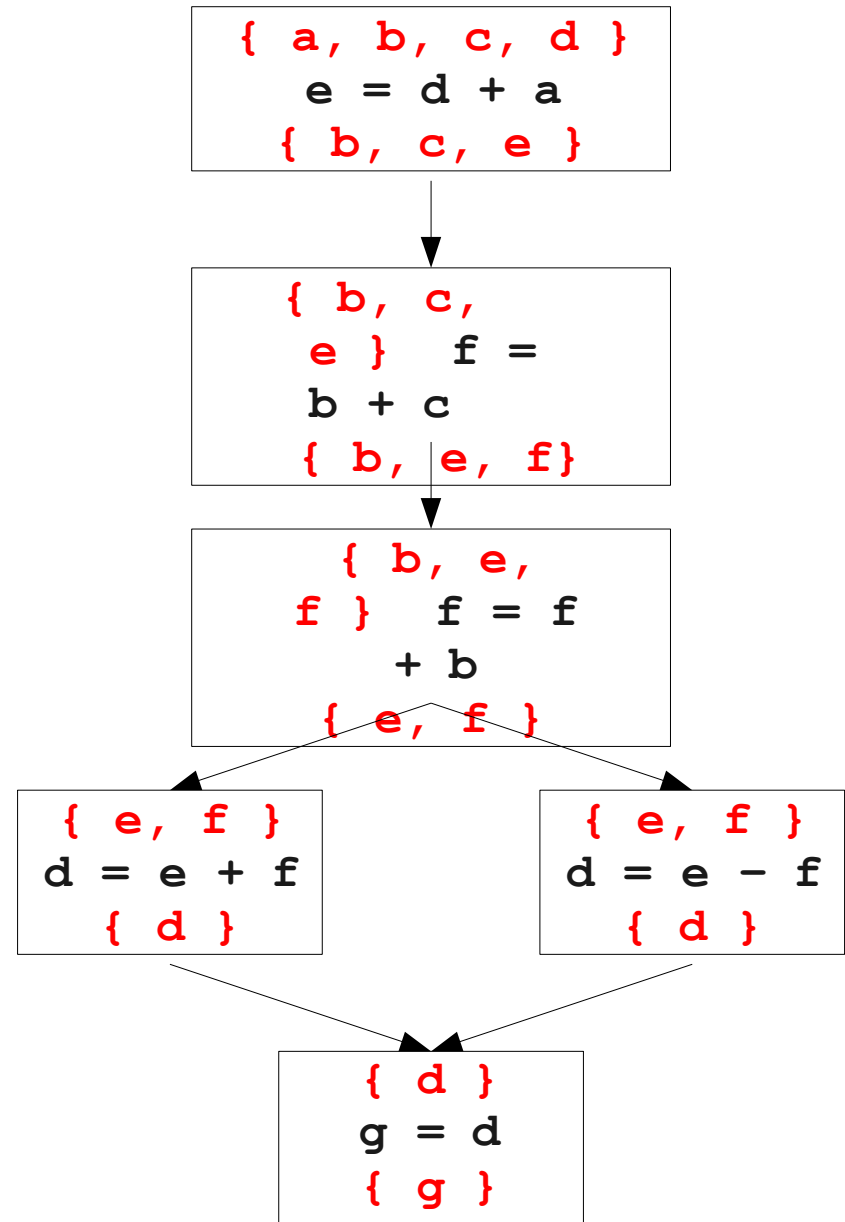 { a, b, c, d }
e = d + a
{ b, c, e }
{ b, c,
e } f =
b + c
{ b, e, f}
{ b, e,
f } f = f
+ b
{ e, f }
{ e, f }
d = e + f
{ d }
{ e, f }
d = e - f
{ d }
{ d }
g = d
{ g }